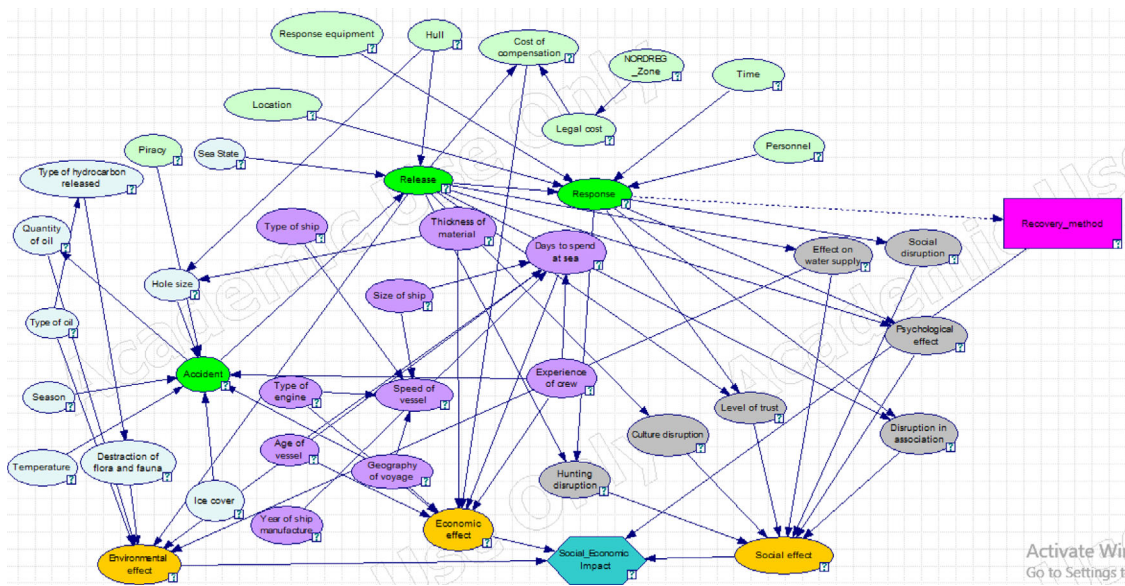 Response equipment
Hull
Cost of
compensation
NORDREG
_Zone
Time
Location
Legal cost
Personnel
Piracy
Sea State
Type of hydrocarbon
released
Release
Response
Recovery_method
Quantity
of oil
Type of ship
Thickness of
material
Days to spend
at sea
Effect on
water supply
Social
disruption
Hole size
Size of ship
Type of oil
Psychological
effect
Accident
Season
Type of
engine
Speed of
vessel
Experience
of crew
Level of trust
Culture disruption
Disruption in
association
Temperature
Destraction of
flora and fauna
Age of
vessel
Geography
of voyage
Hunting
disruption
Ice cover
Year of ship
manufacture
Economic
effect
Environmental
effect
Social_Economic
Impact
Social effect
Academic Use Only
Activate Wi
Go to Settings t